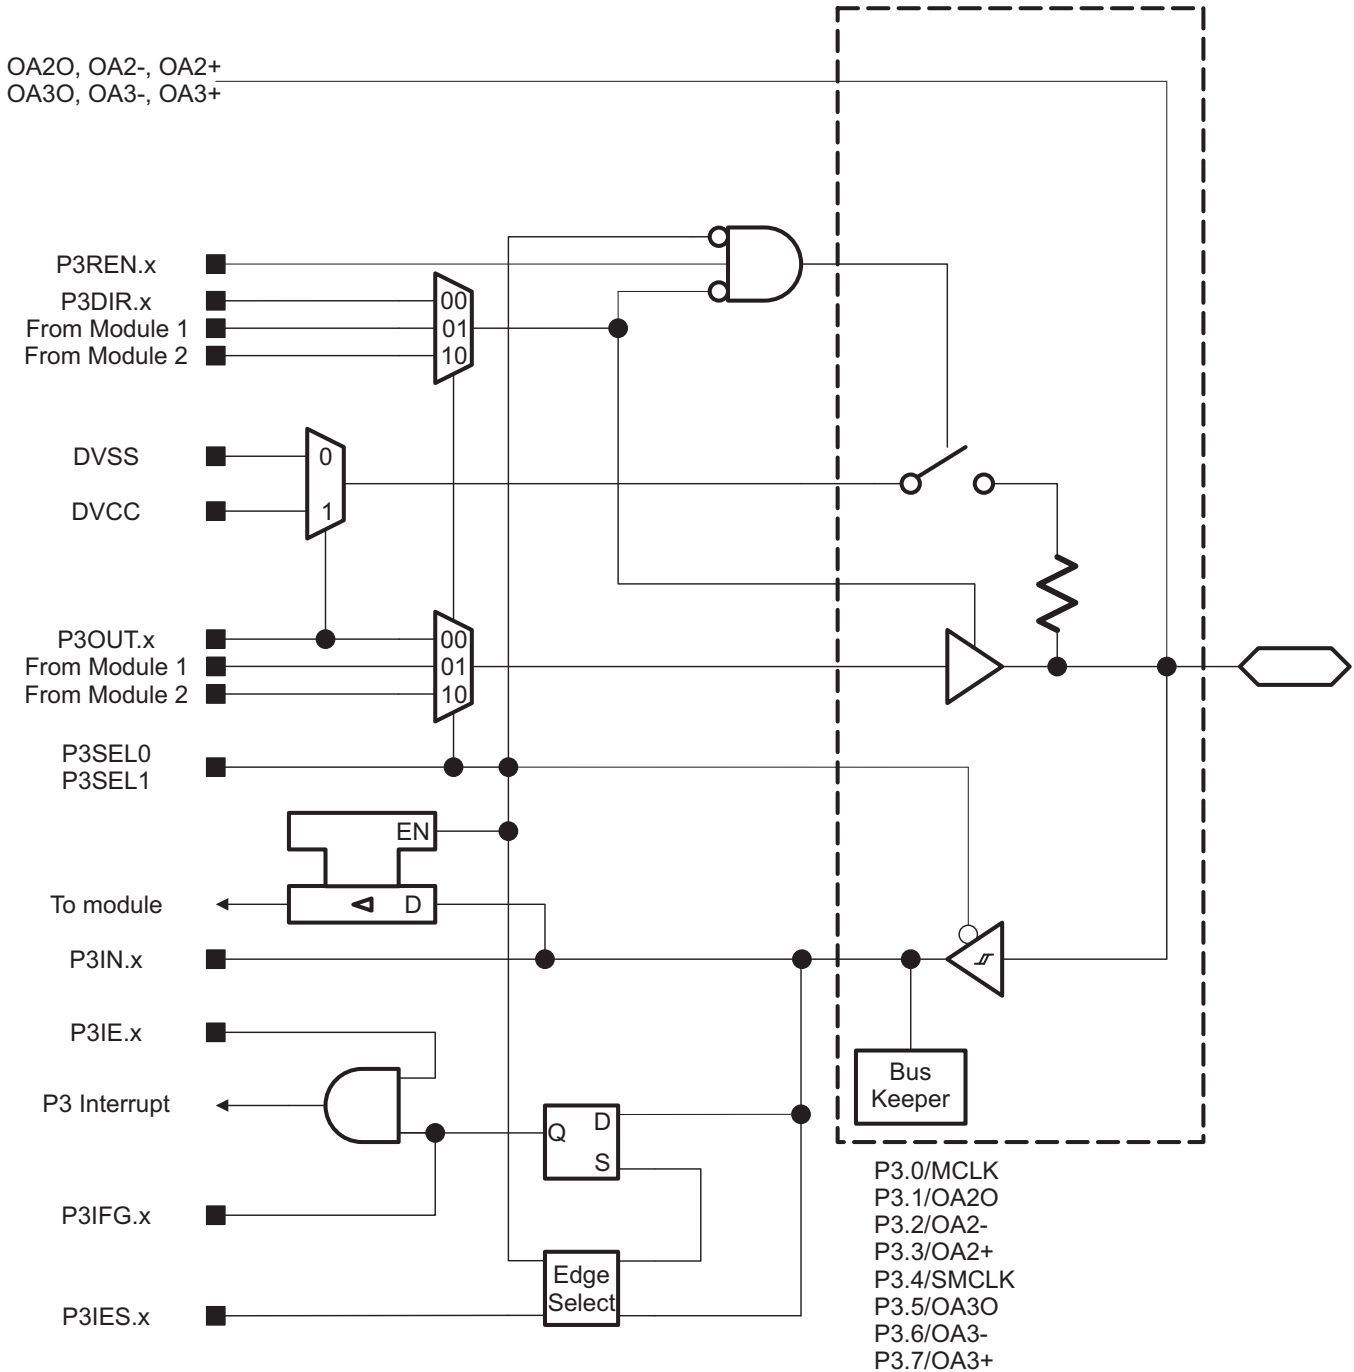 OA2O, OA2-, OA2+
OA3O, OA3-, OA3+
P3REN.x
P3DIR.x
From Module 1
From Module 2
00
01
10
DVSS
DVCC
0
1
P3OUT.x
From Module 1
From Module 2
00
01
10
P3SEL0
P3SEL1
EN
To module
D
P3IN.x
P3IE.x
Bus
Keeper
P3 Interrupt
Q
D
S
P3IFG.x
Edge
Select
P3IES.x
P3.0/MCLK
P3.1/OA2O
P3.2/OA2-
P3.3/OA2+
P3.4/SMCLK
P3.5/OA3O
P3.6/OA3-
P3.7/OA3+